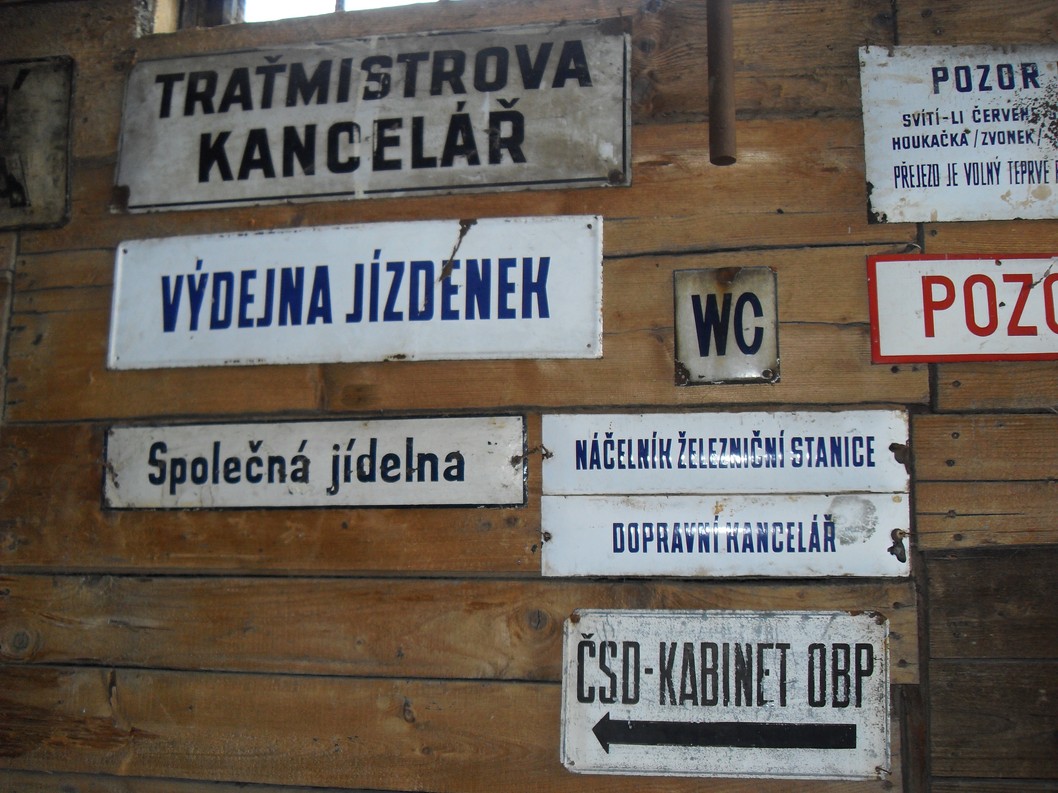 TRAŤMISTROVA
KANCELÁŘ
POZOR
SVÍTÍ-LI ČERVENÉ
HOUKAČKA/ZVONEK/
PŘEJEZD JE VOLNÝ TEPRVE
VÝDEJNA JÍZDENEK
WC
POZO
Společná jídelna
NÁČELNÍK ŽELEZNIČNÍ STANICE
DOPRAVNÍ KANCELÁŘ
ČSD-KABINET OBP